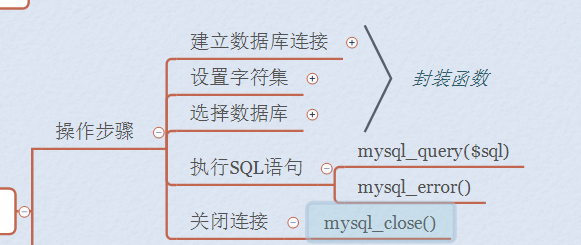 建立数据库连接
设置字符集
封装函数
选择数据库
操作步骤
执行SQL语句
mysql_query($sql)
mysql_error()
关闭连接
mysql_close()